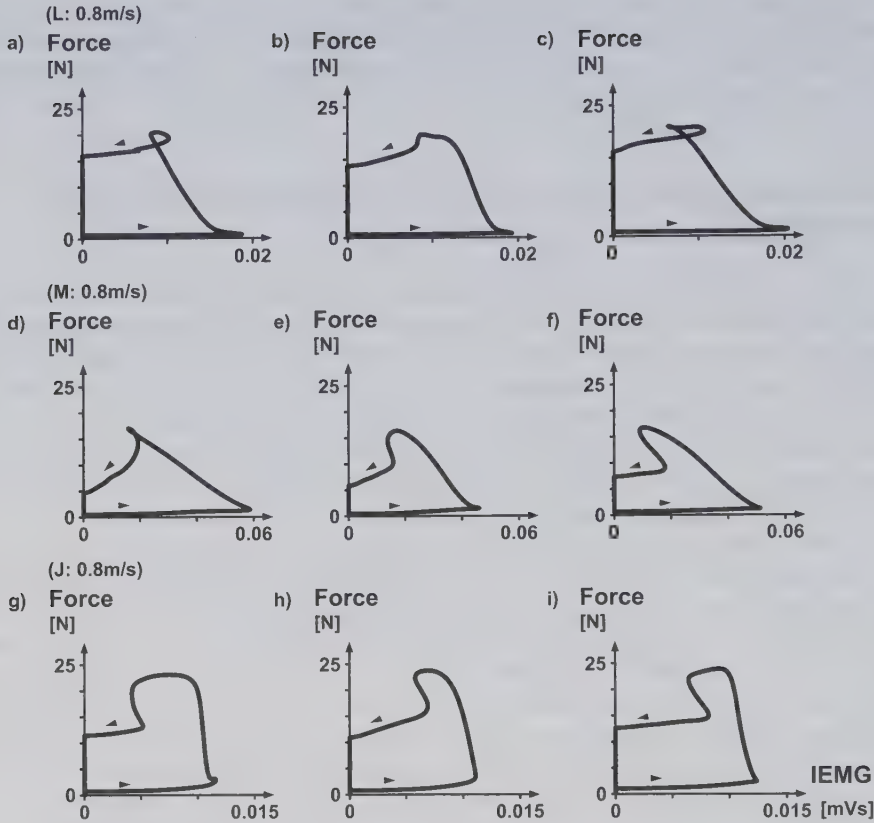 (L: 0.8m/s)
a) Force b) Force c) Force
[N] [N] [N]
25 25 25
0 0 0
0 0.02 0 0.02 0 0.02
(M: 0.8m/s)
d) Force e) Force f) Force
[N] [N] [N]
25 25 25
0 0 0
0 0.06 0 0.06 0 0.06
(J: 0.8m/s)
g) Force h) Force i) Force
[N] [N] [N]
25 25 25
IEMG
0 0 0
0 0.015 0 0.015 0 0.015 [mVs]